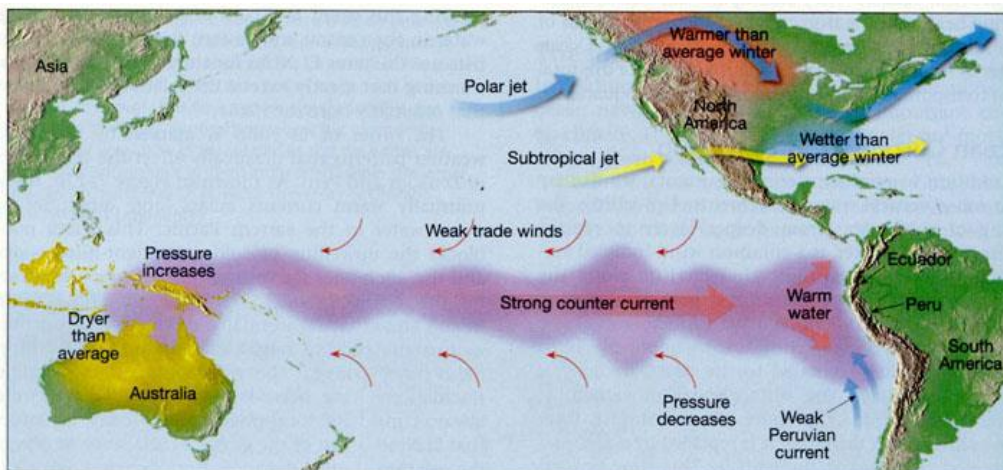 Asia
Polar jet
Warmer than
average winter
North
America
Subtropical jet
Wetter than
average winter
Weak trade winds
Pressure
increases
Ecuador
Strong counter current
Warm
water
Peru
Dryer
than
average
South
America
Australia
Pressure
decreases
Weak
Peruvian
current